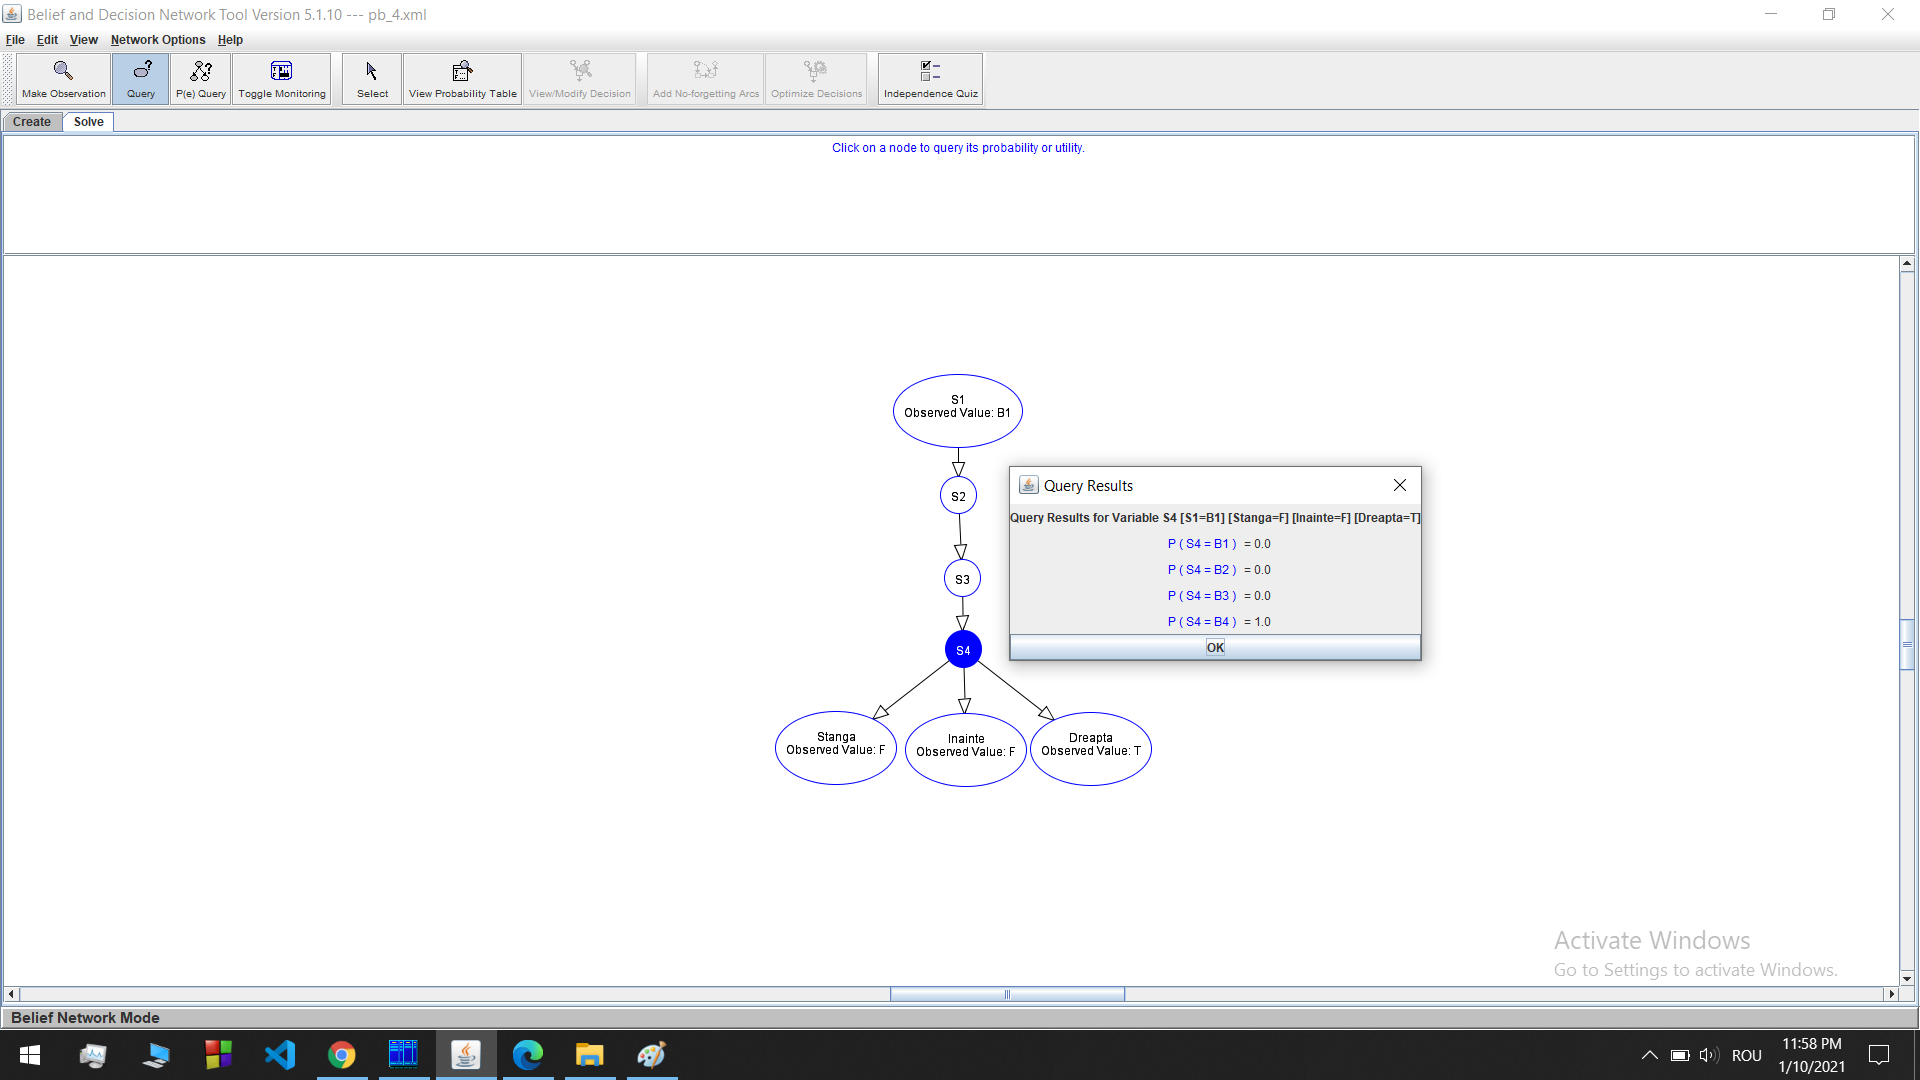 Belief and Decision Network Tool Version 5.1.10 --- pb_4.xml
File Edit View Network Options Help
Make Observation Query P(e) Query Toggle Monitoring Select View Probability Table View/Modify Decision Add No-forgetting Arcs Optimize Decisions Independence Quiz
Create Solve
Click on a node to query its probability or utility.
S1
Observed Value: B1
S2
S3
S4
Stanga
Observed Value: F
Inainte
Observed Value: F
Dreapta
Observed Value: T
Query Results
Query Results for Variable S4 [S1=B1] [Stanga=F] [Inainte=F] [Dreapta=T]
P ( S4 = B1 ) = 0.0
P ( S4 = B2 ) = 0.0
P ( S4 = B3 ) = 0.0
P ( S4 = B4 ) = 1.0
OK
Activate Windows
Go to Settings to activate Windows.
Belief Network Mode
ROU
11:58 PM
1/10/2021